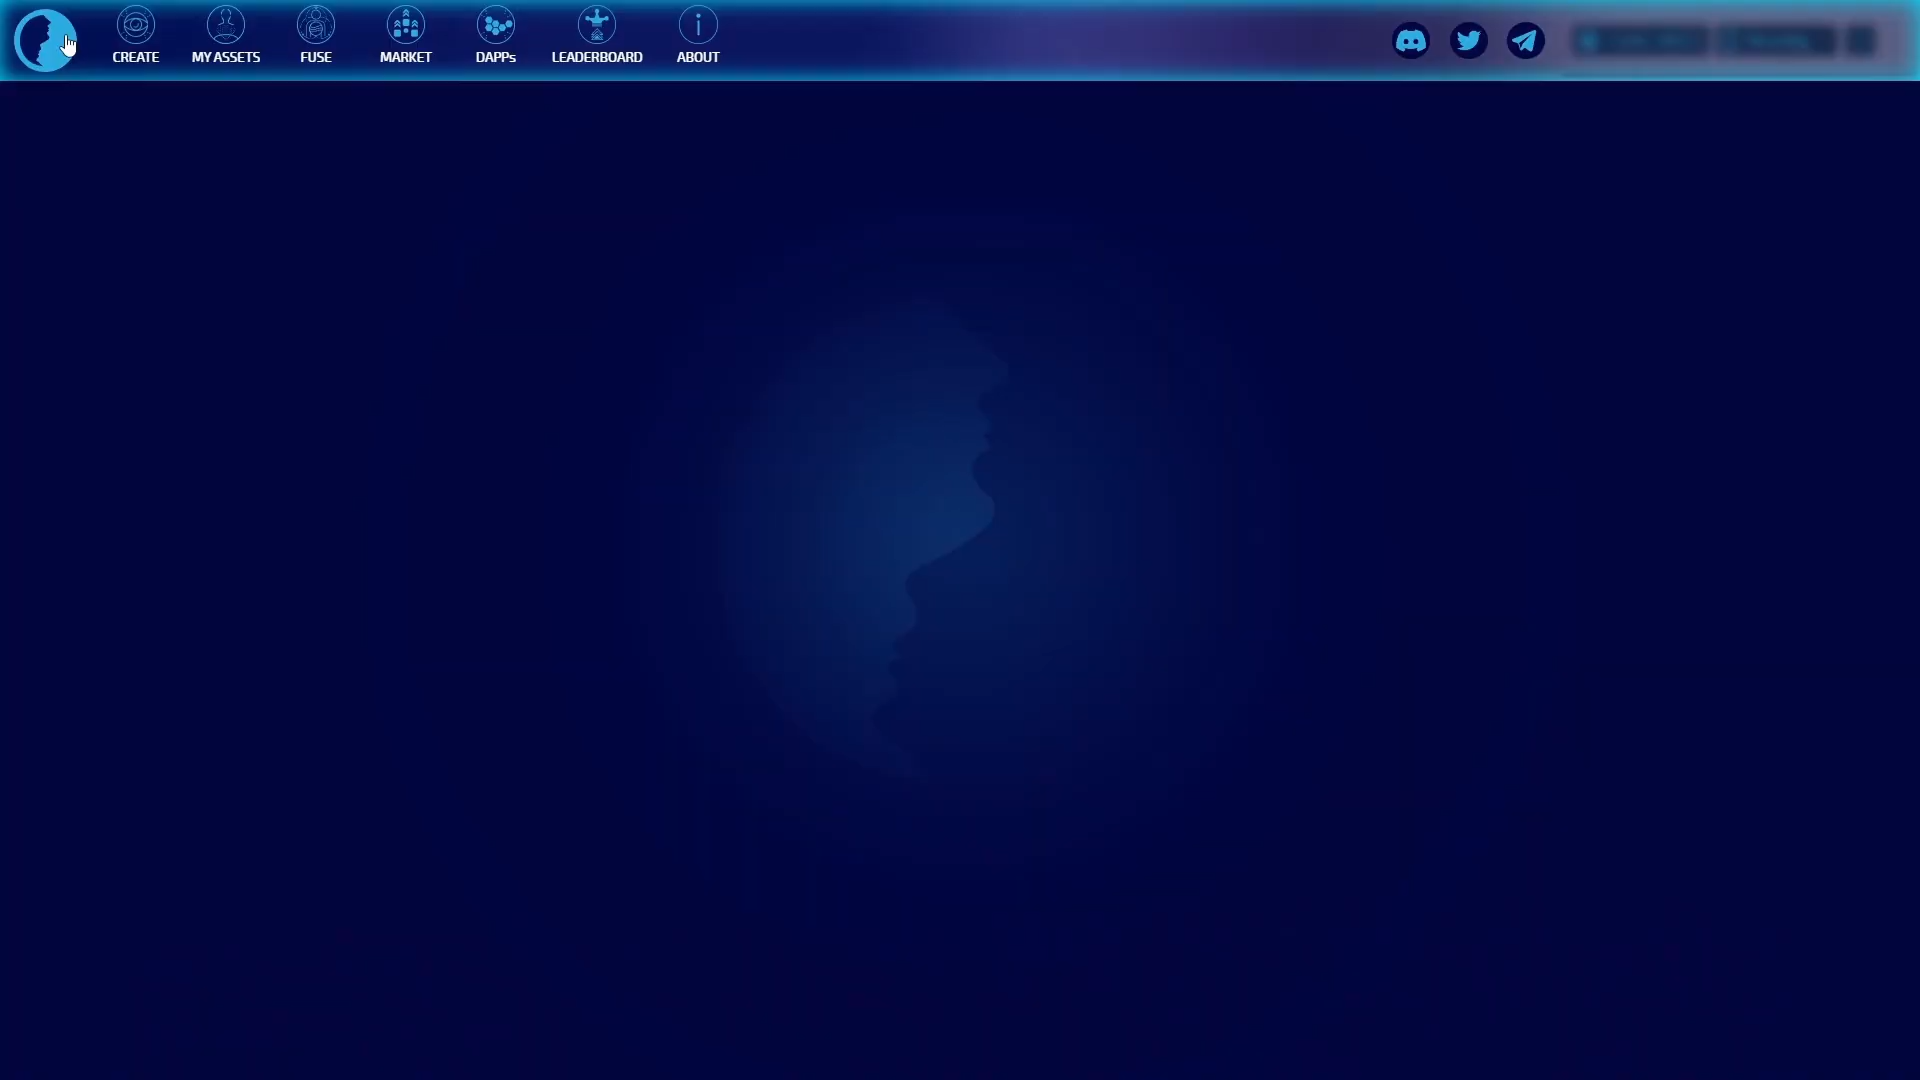 CREATE
MY ASSETS
FUSE
MARKET
DAPPs
LEADERBOARD
ABOUT